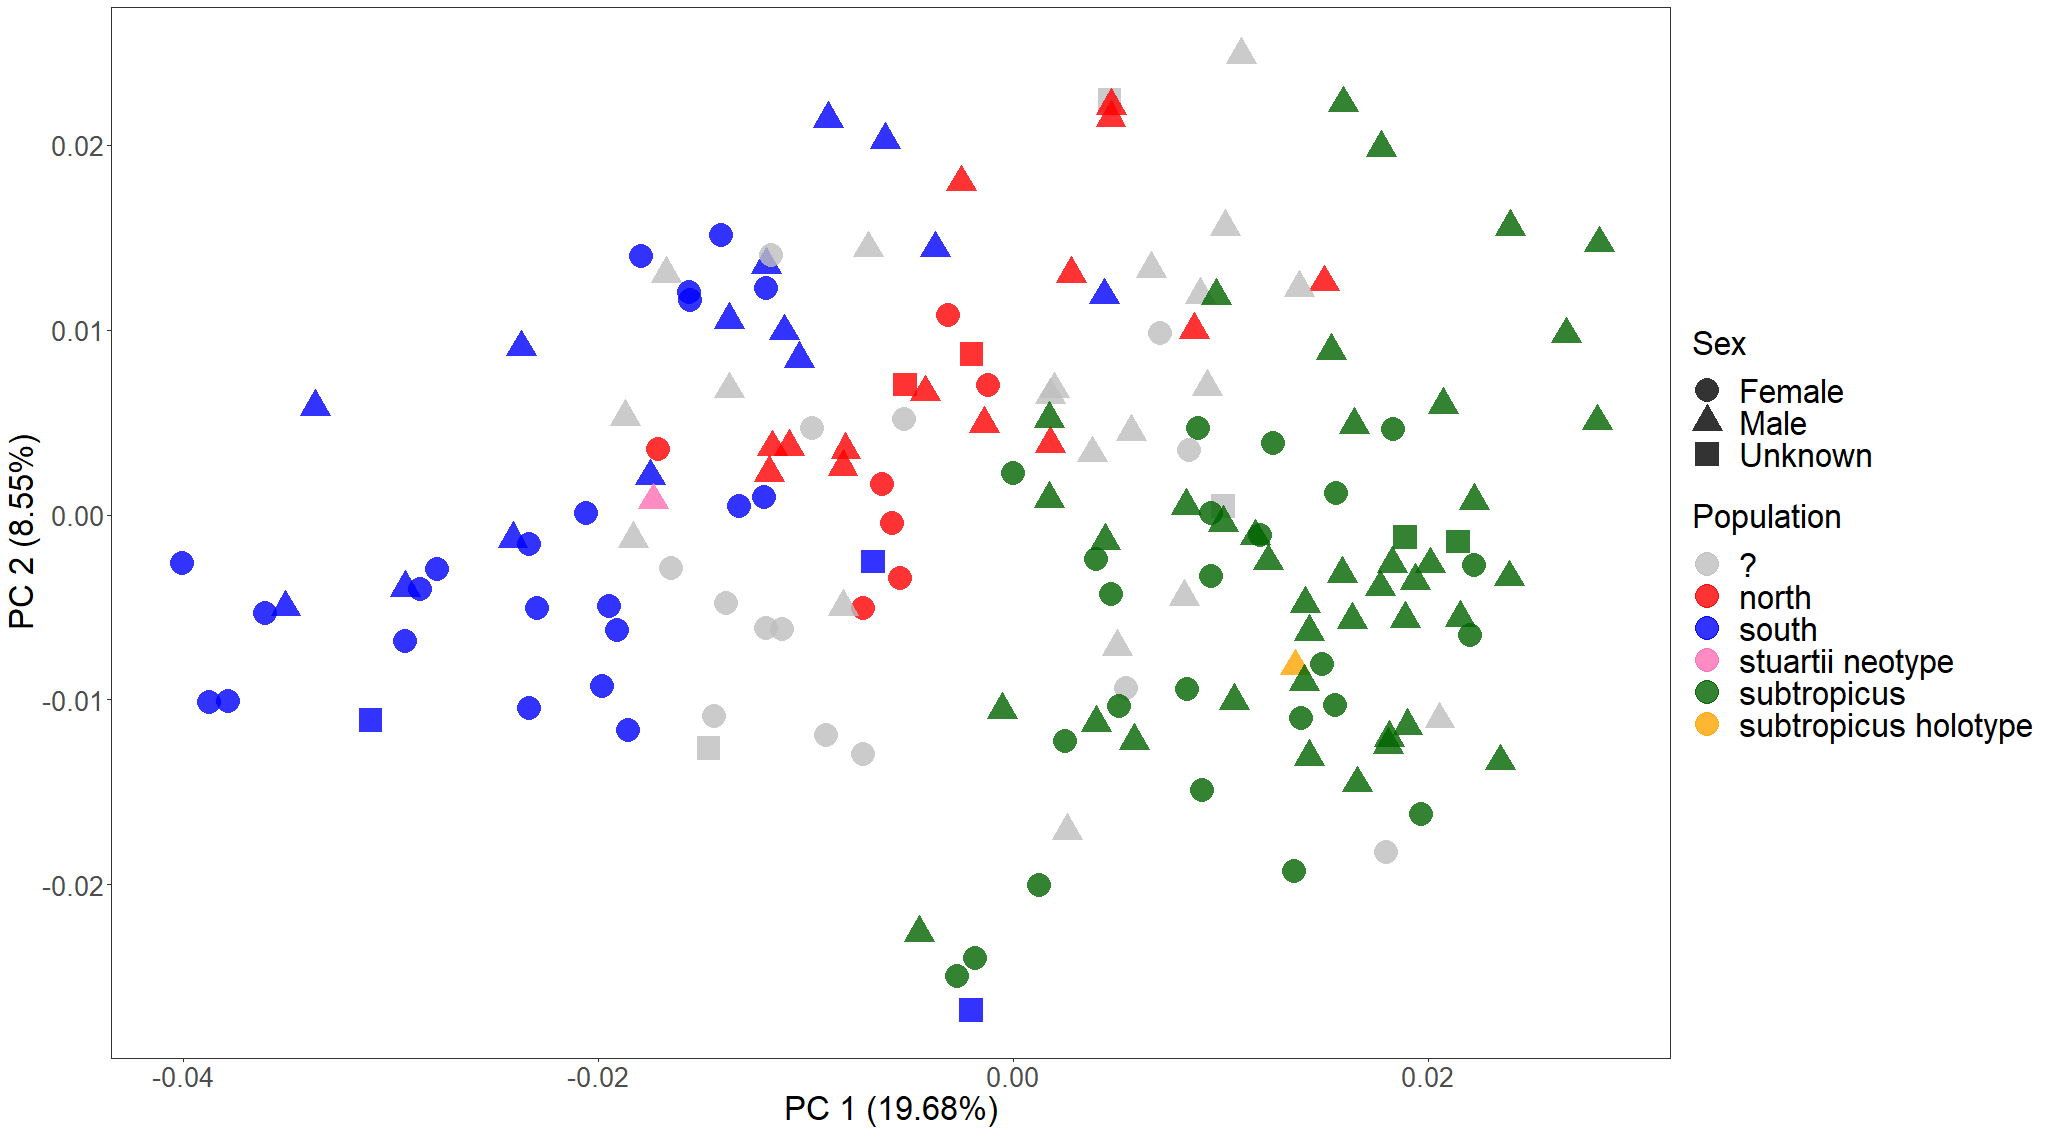 0.02
0.01
0.00
-0.01
-0.02
PC 2 (8.55%)
-0.04
-0.02
0.00
0.02
PC 1 (19.68%)
Sex
Female
Male
Unknown
Population
?
north
south
stuartii neotype
subtropicus
subtropicus holotype